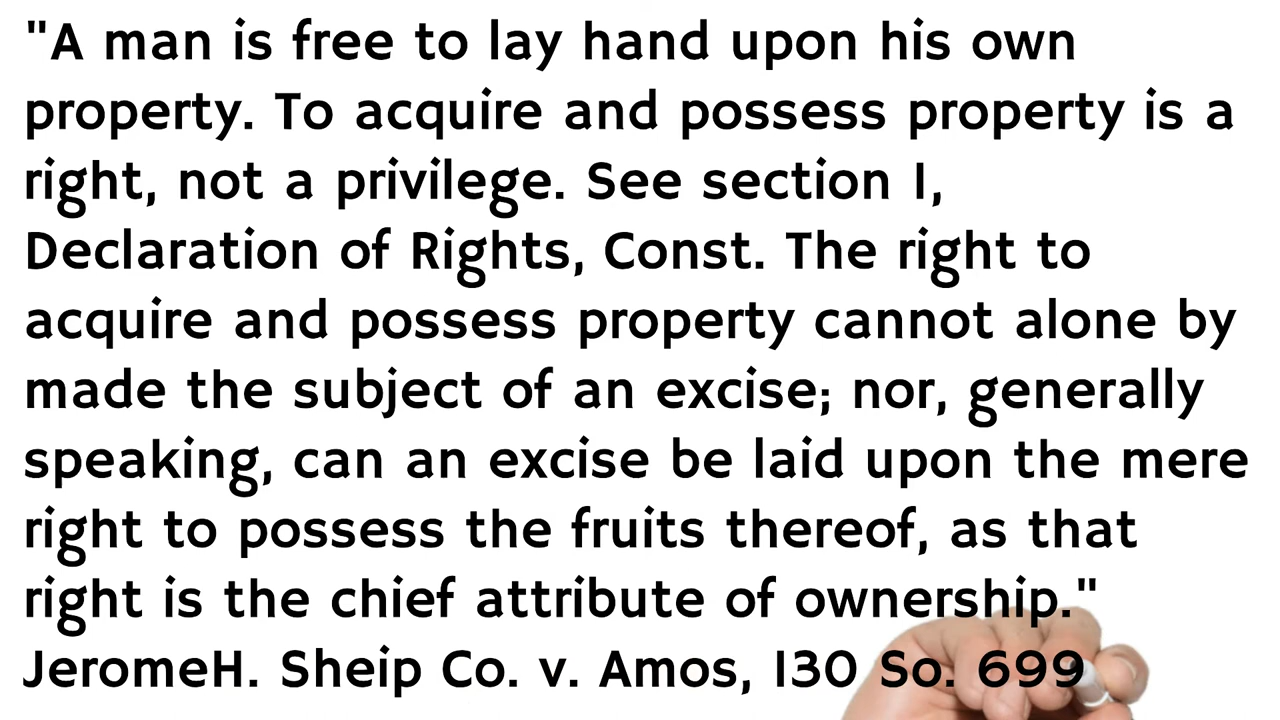 "A man is free to lay hand upon his own
property. To acquire and possess property is a
right, not a privilege. See section 1,
Declaration of Rights, Const. The right to
acquire and possess property cannot alone by
made the subject of an excise; nor, generally
speaking, can an excise be laid upon the mere
right to possess the fruits thereof, as that
right is the chief attribute of ownership."
JeromeH. Sheip Co. v. Amos, 130 So. 699